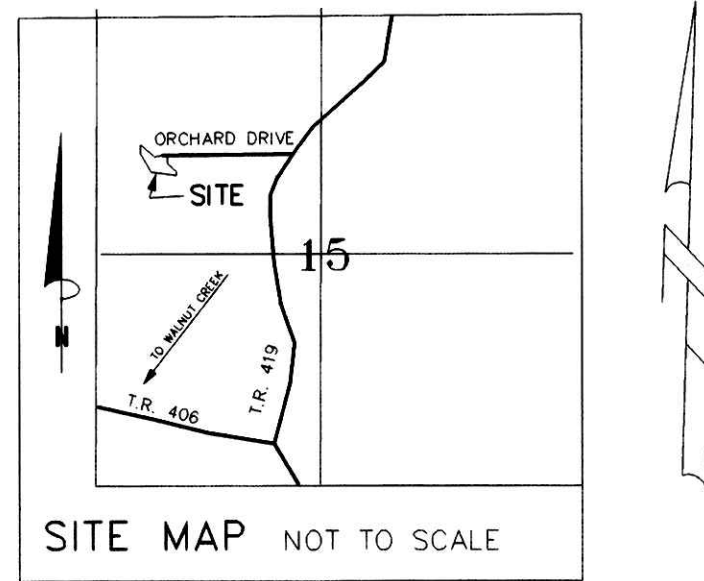 ORCHARD DRIVE
SITE
15
TO WALNUT CREEK
N
T.R. 419
T.R. 406
SITE MAP NOT TO SCALE